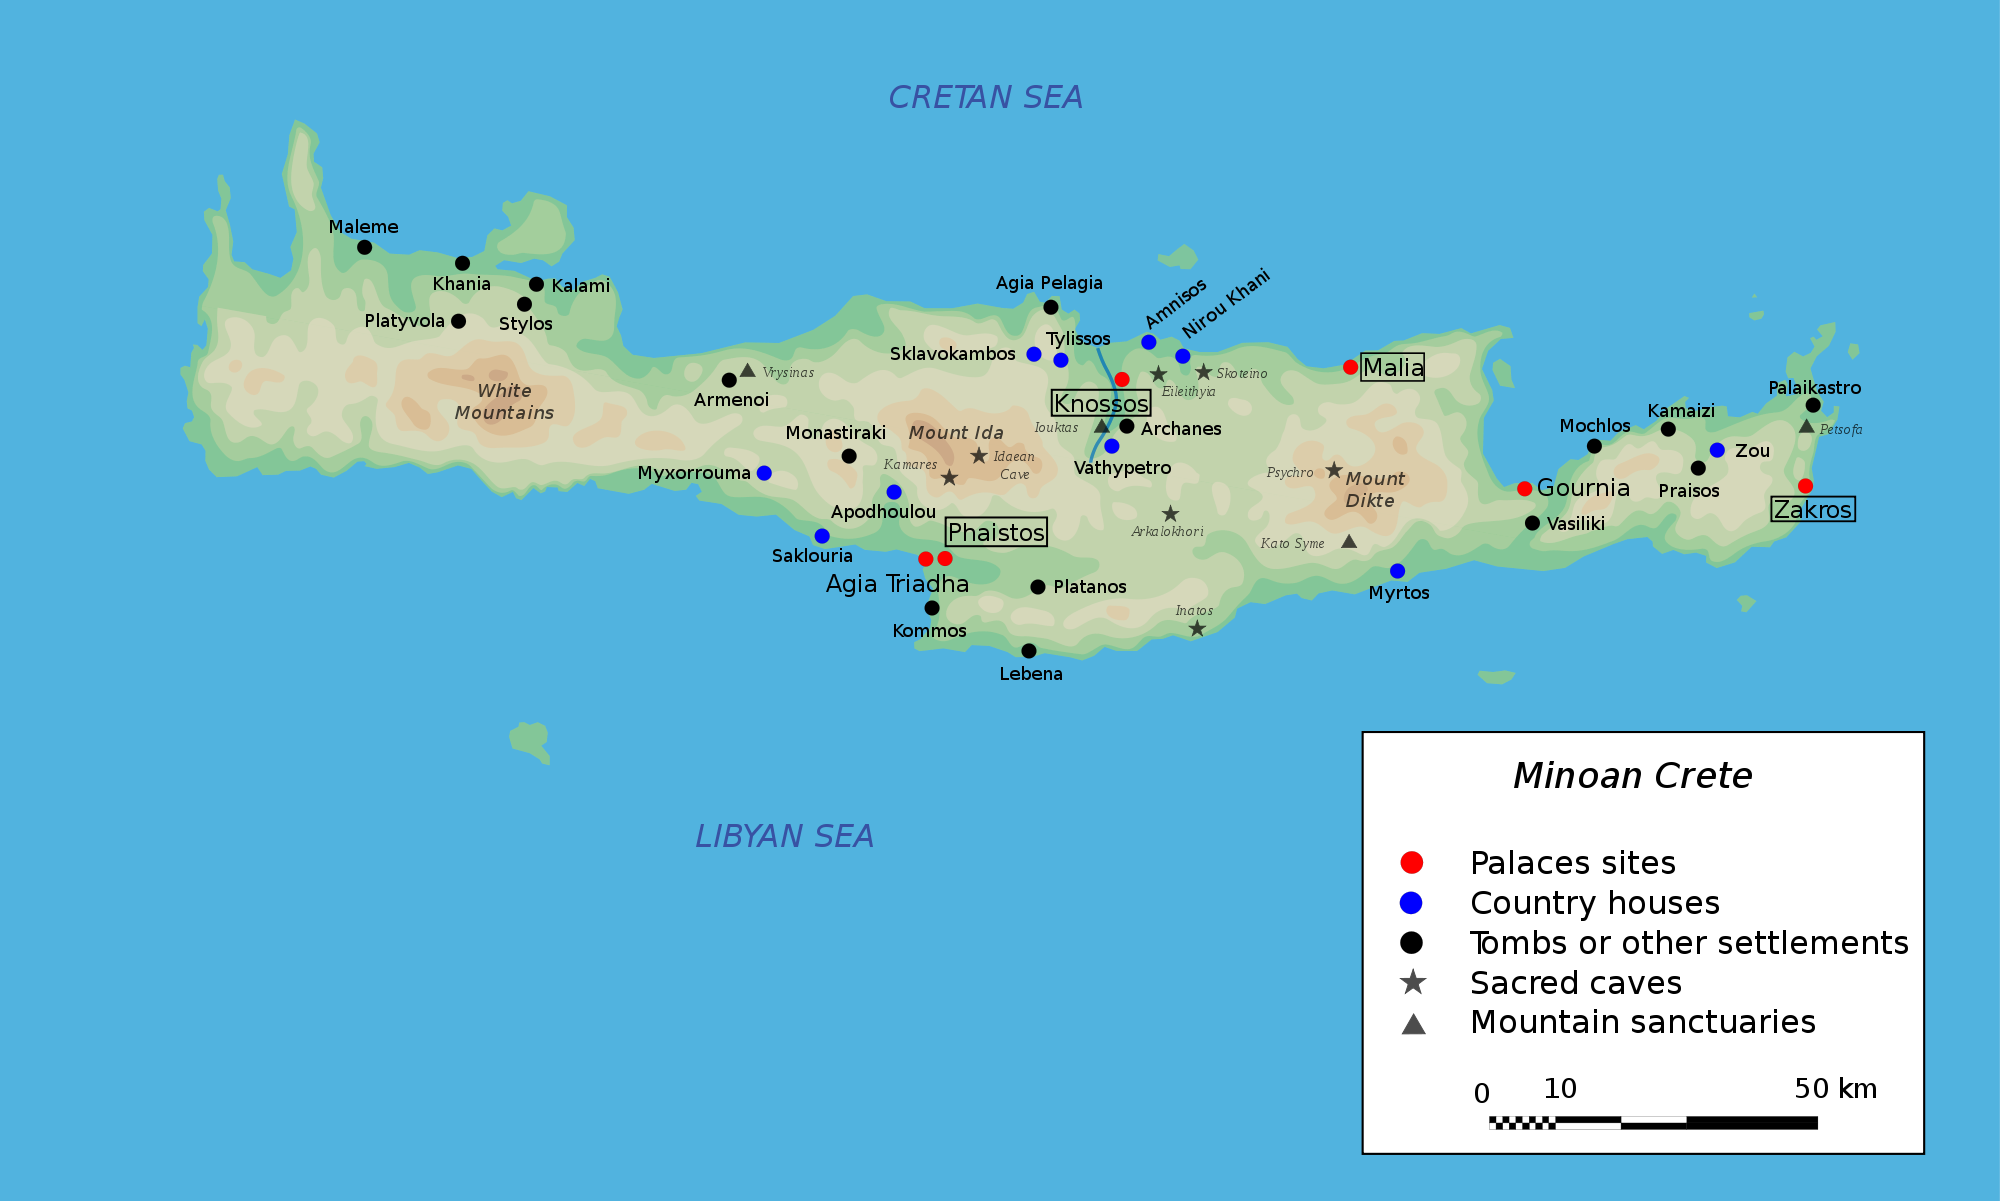 CRETAN SEA
Maleme
Khania
Kalami
Platyvola
Stylos
White
Mountains
Vrysinas
Armenoi
Agia Pelagia
Amnisos
Nirou Khani
Tylissos
Sklavokambos
Skoteino
Eileithyia
Malia
Knossos
Iouktas
Archanes
Vathypetro
Monastiraki
Mount Ida
Idaean
Cave
Kamares
Myxorrouma
Apodhoulou
Psychro
Mount
Dikte
Palaikastro
Kamaizi
Mochlos
Petsofa
Zou
Praisos
Gournia
Zakros
Vasiliki
Phaistos
Arkalokhori
Kato Syme
Saklouria
Agia Triadha
Platanos
Myrtos
Inatos
Kommos
Lebena
LIBYAN SEA
Minoan Crete
Palaces sites
Country houses
Tombs or other settlements
Sacred caves
Mountain sanctuaries
0 10 50 km